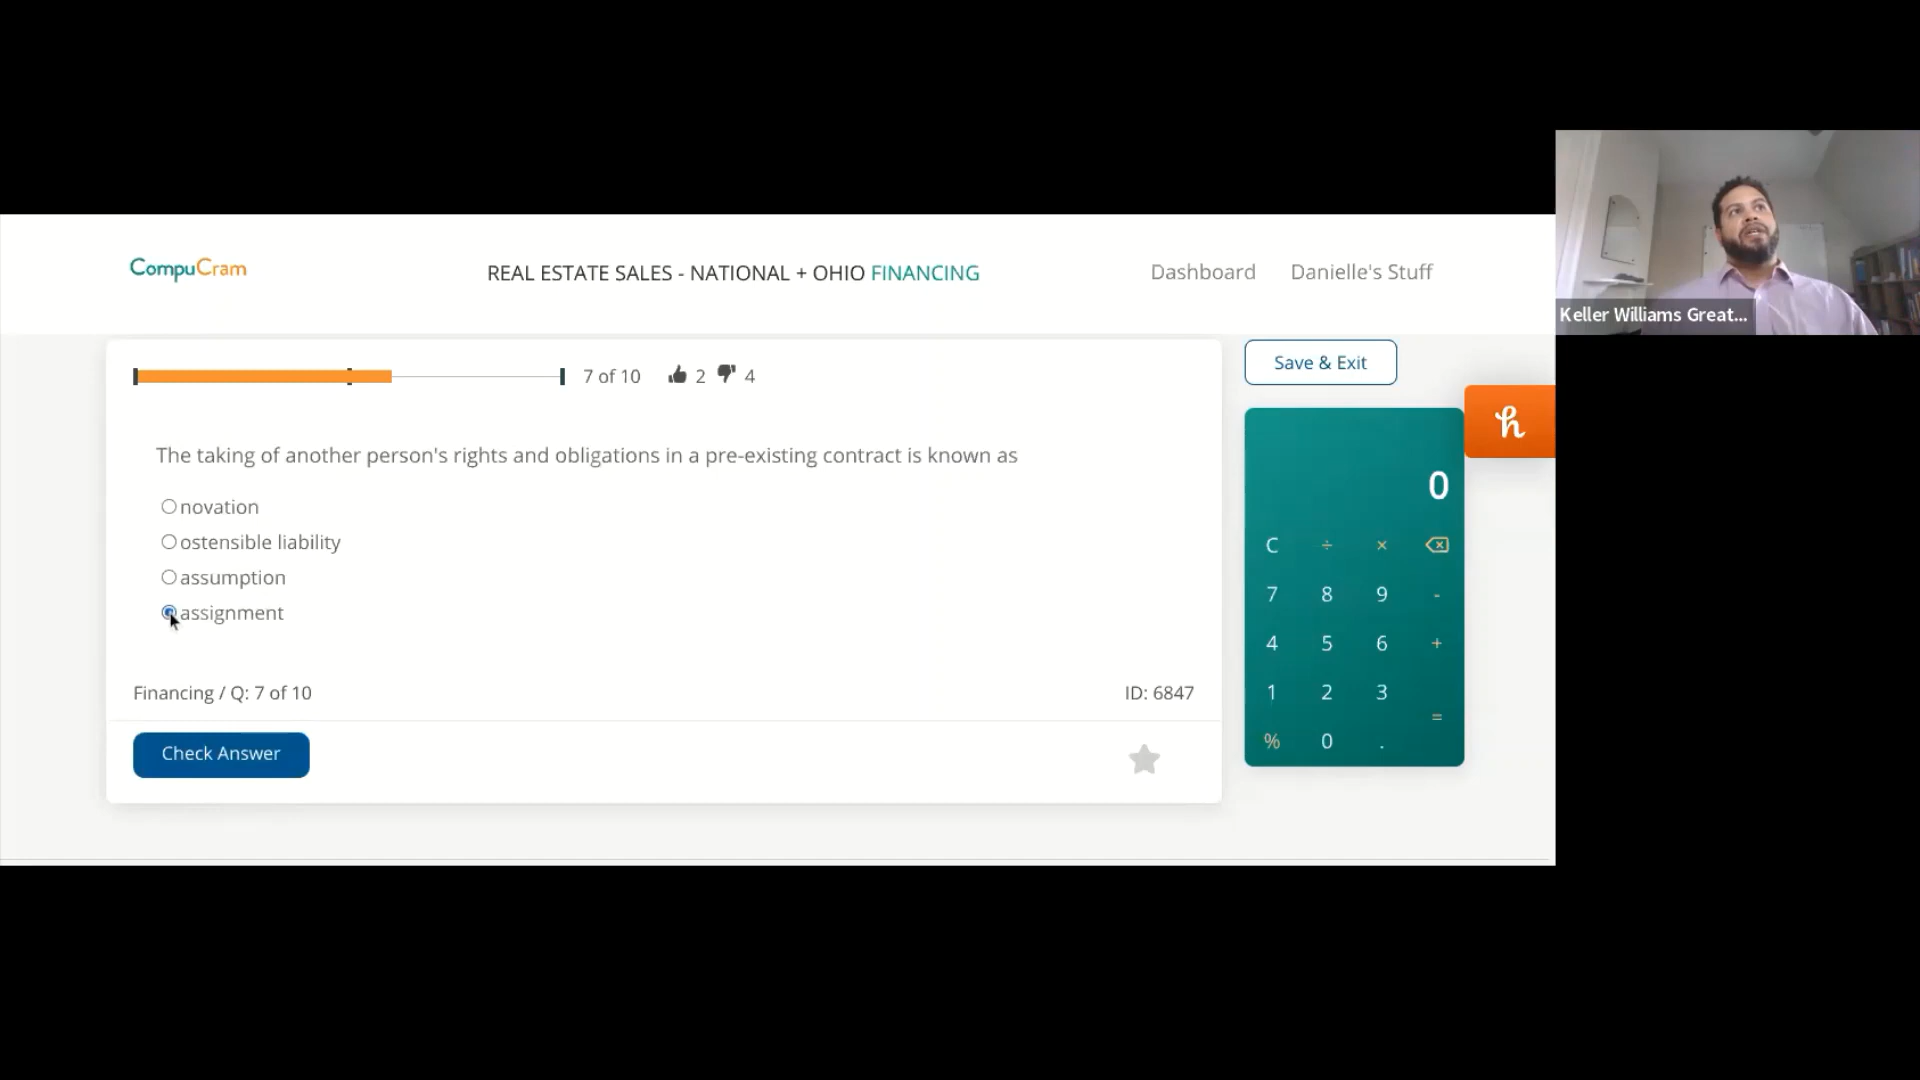 CompuCram
REAL ESTATE SALES - NATIONAL + OHIO FINANCING
Dashboard
Danielle's Stuff
Keller Williams Great...
7 of 10
2
4
Save & Exit
The taking of another person's rights and obligations in a pre-existing contract is known as
novation
ostensible liability
assumption
assignment
Financing / Q: 7 of 10
ID: 6847
Check Answer
h
0
C ÷ ×
7 8 9 -
4 5 6 +
1 2 3
=
% 0 .